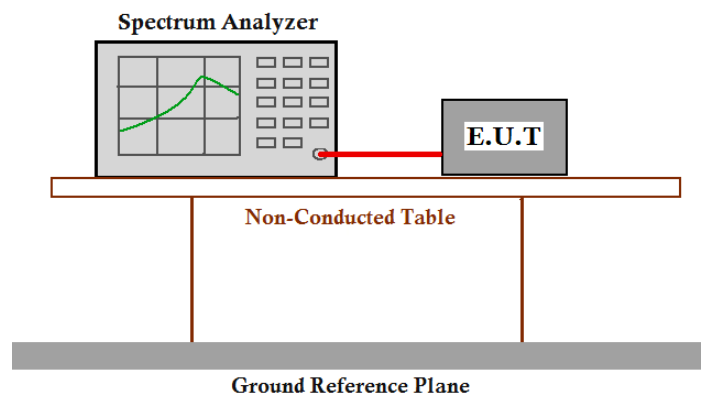 Spectrum Analyzer
E.U.T
Non-Conducted Table
Ground Reference Plane